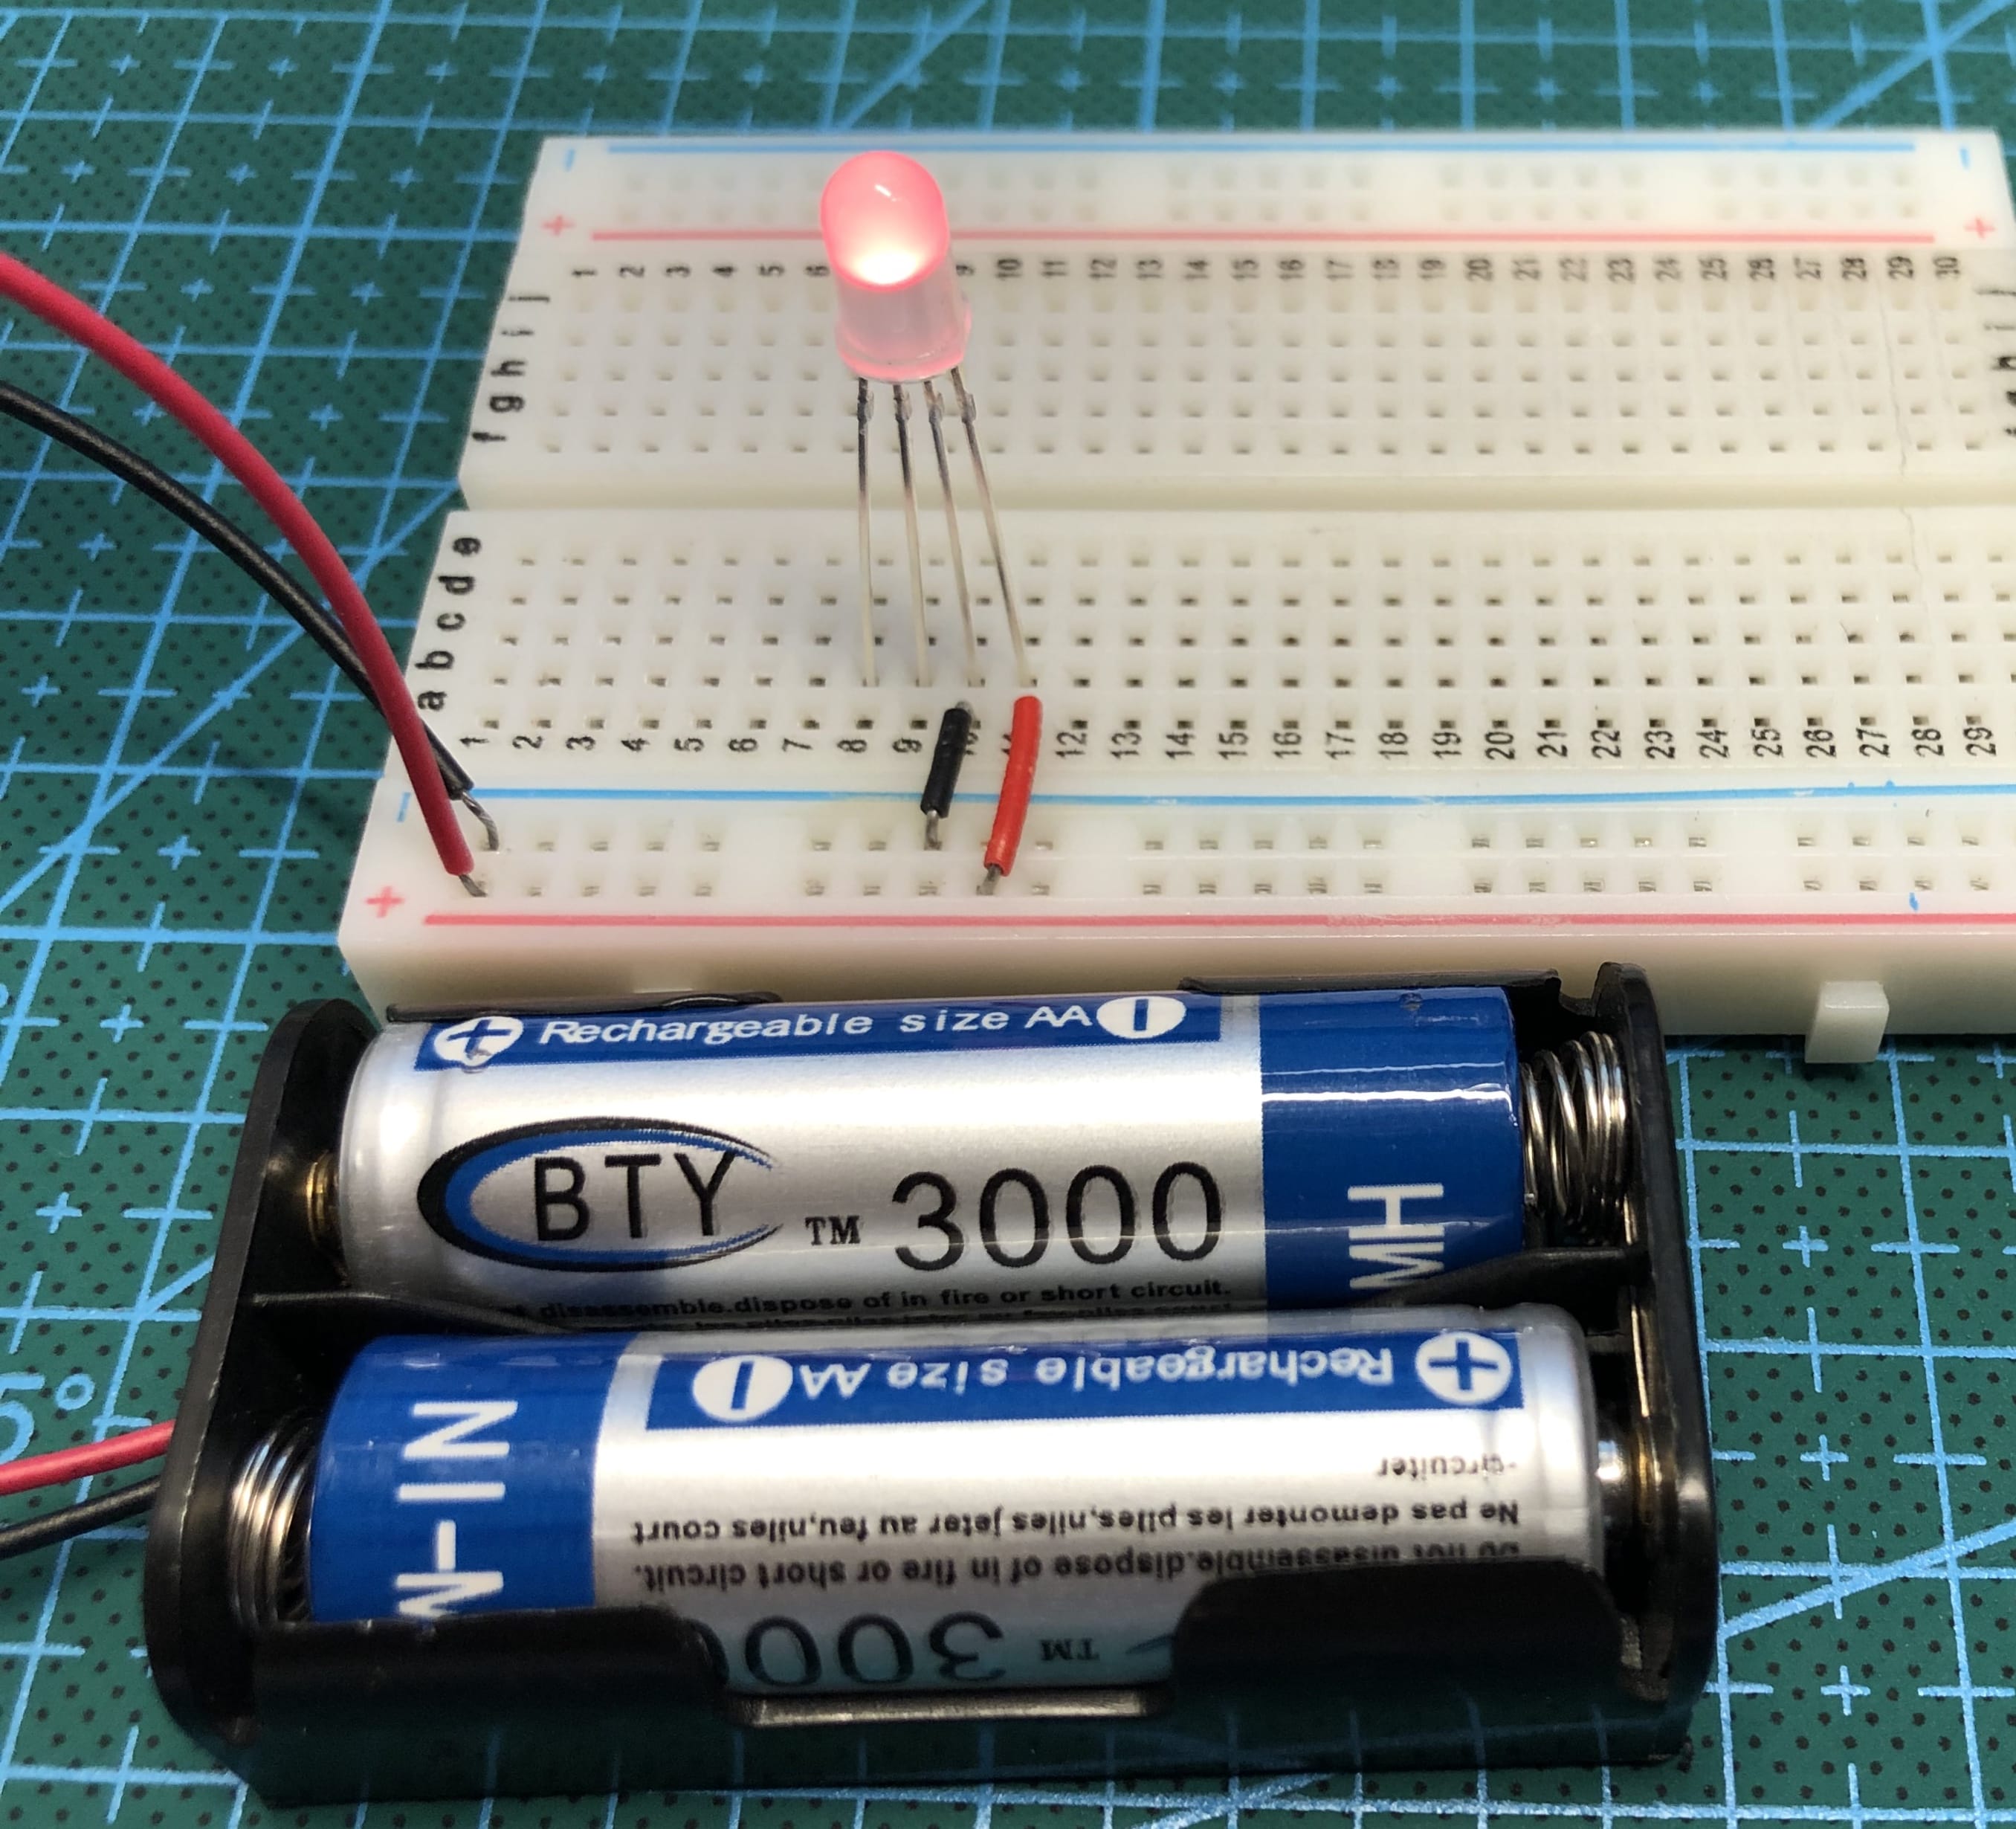 - -
+ +
1 2 3 4 5 6 9 10 11 12 13 14 15 16 17 18 19 20 21 22 23 24 25 26 27 28 29 30
j
i
h
g
f
e
d
c
b
a
1 2 3 4 5 6 7 8 9 10 11 12 13 14 15 16 17 18 19 20 21 22 23 24 25 26 27 28 29
-
+
+ Rechargeable size AA -
BTY ™ 3000
MH
disassemble.dispose of in fire or short circuit.
Rechargeable size AA
NI-M
circuiter
Ne pas demonter les piles,niles jeter au feu,niles court
disassemble.dispose of in fire or short circuit.
™ 300
5°